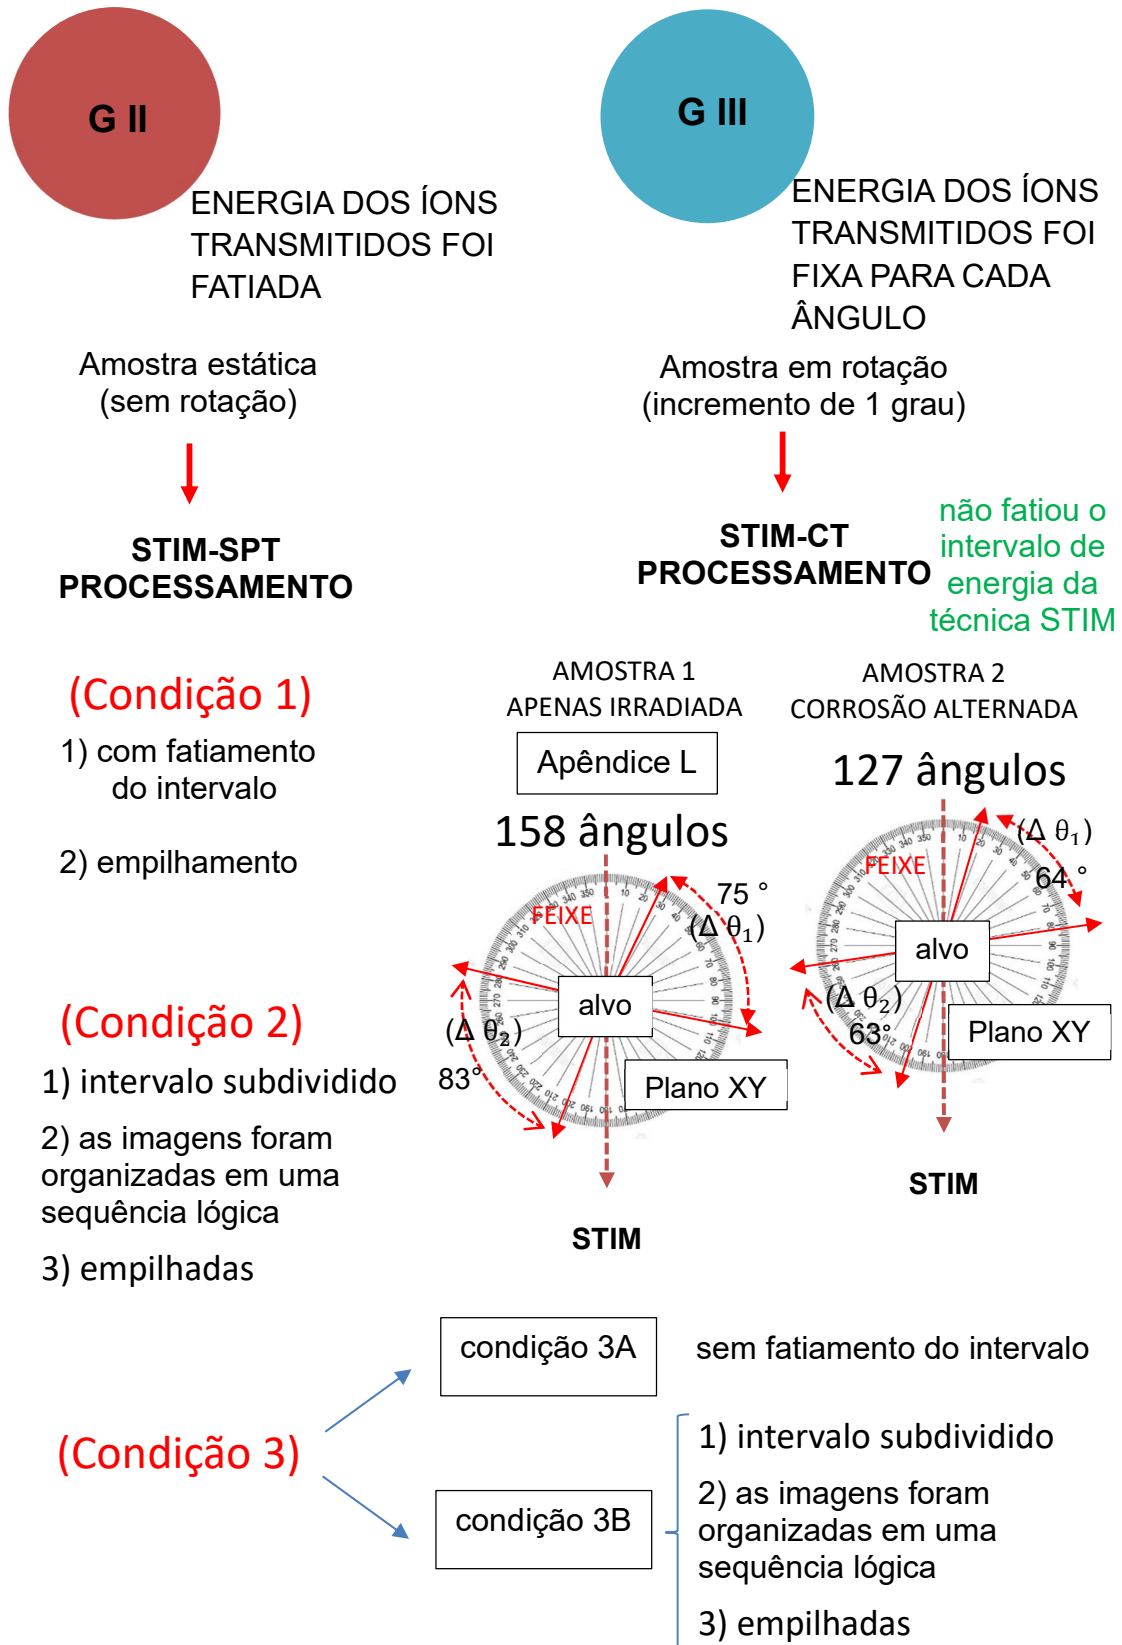 G II
ENERGIA DOS ÍONS
TRANSMITIDOS FOI
FATIADA
Amostra estática
(sem rotação)
STIM-SPT
PROCESSAMENTO
(Condição 1)
1) com fatiamento
do intervalo
2) empilhamento
(Condição 2)
1) intervalo subdividido
2) as imagens foram
organizadas em uma
sequência lógica
3) empilhadas
G III
ENERGIA DOS ÍONS
TRANSMITIDOS FOI
FIXA PARA CADA
ÂNGULO
Amostra em rotação
(incremento de 1 grau)
STIM-CT
PROCESSAMENTO
não fatiou o
intervalo de
energia da
técnica STIM
AMOSTRA 1
APENAS IRRADIADA
Apêndice L
158 ângulos
FEIXE
75 °
(Δ θ₁)
alvo
(Δ θ₂)
83°
Plano XY
STIM
AMOSTRA 2
CORROSÃO ALTERNADA
127 ângulos
FEIXE
(Δ θ₁)
64 °
alvo
(Δ θ₂)
63°
Plano XY
STIM
(Condição 3)
condição 3A
sem fatiamento do intervalo
condição 3B
1) intervalo subdividido
2) as imagens foram
organizadas em uma
sequência lógica
3) empilhadas